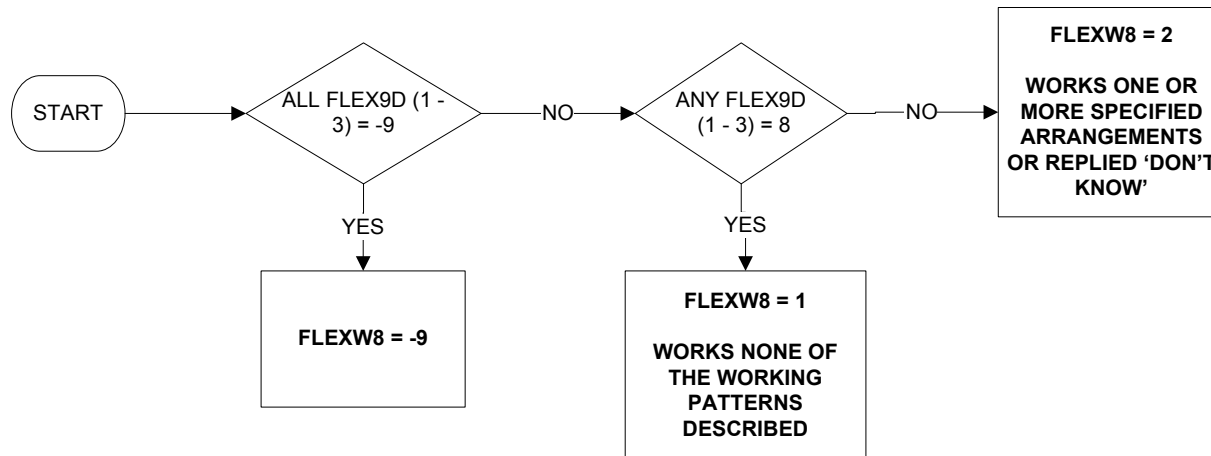 START
ALL FLEX9D (1 -
3) = -9
NO
ANY FLEX9D
(1 - 3) = 8
NO
FLEXW8 = 2
WORKS ONE OR
MORE SPECIFIED
ARRANGEMENTS
OR REPLIED ‘DON’T
KNOW’
YES
FLEXW8 = -9
YES
FLEXW8 = 1
WORKS NONE OF
THE WORKING
PATTERNS
DESCRIBED